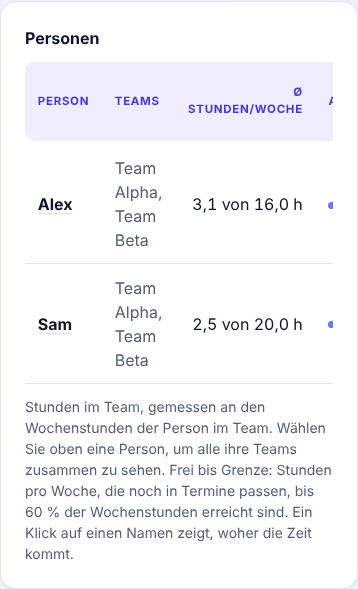 Personen
PERSON TEAMS Ø STUNDEN/WOCHE
Alex
Team
Alpha,
Team
Beta
3,1 von 16,0 h
Sam
Team
Alpha,
Team
Beta
2,5 von 20,0 h
Stunden im Team, gemessen an den
Wochenstunden der Person im Team. Wählen
Sie oben eine Person, um alle ihre Teams
zusammen zu sehen. Frei bis Grenze: Stunden
pro Woche, die noch in Termine passen, bis
60 % der Wochenstunden erreicht sind. Ein
Klick auf einen Namen zeigt, woher die Zeit
kommt.